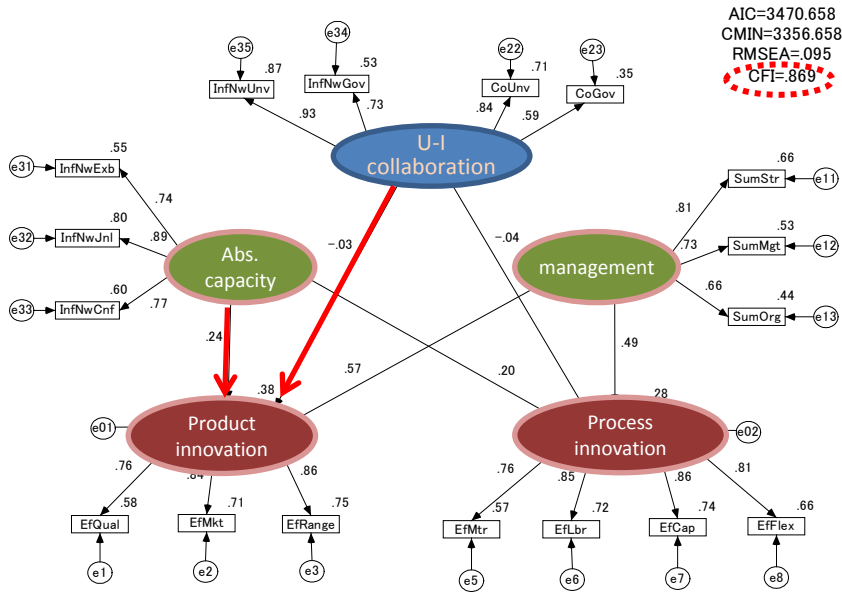 AIC=3470.658
CMIN=3356.658
RMSEA=.095
CFI=.869
e35
e34
e22
e23
.87
.53
.71
.35
InfNwUnv
InfNwGov
CoUnv
CoGov
.93
.73
.84
.59
U-I
collaboration
e31
.55
InfNwExb
.74
e32
.80
InfNwJnl
.89
e33
.60
InfNwCnf
.77
.66
SumStr
e11
.81
.53
SumMgt
e12
.73
.44
SumOrg
e13
.66
Abs.
capacity
management
-.03
-.04
.24
.57
.20
.49
.38
.28
e01
Product
innovation
Process
innovation
e02
.76
.84
.86
.76
.85
.86
.81
.58
.71
.75
.57
.72
.74
.66
EfQual
EfMkt
EfRange
EfMtr
EfLbr
EfCap
EfFlex
e1
e2
e3
e5
e6
e7
e8